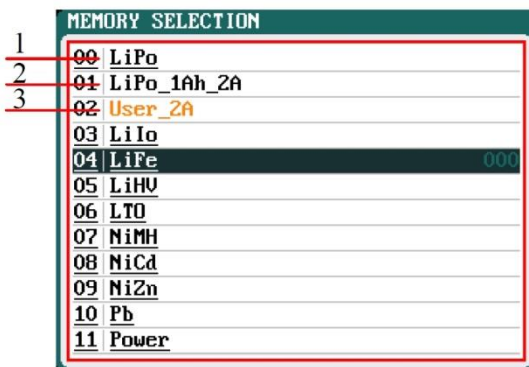 MEMORY SELECTION
1 00 LiPo
2 01 LiPo_1Ah_2A
3 02 User_2A
03 LiIo
04 LiFe 000
05 LiHV
06 LTO
07 NiMH
08 NiCd
09 NiZn
10 Pb
11 Power